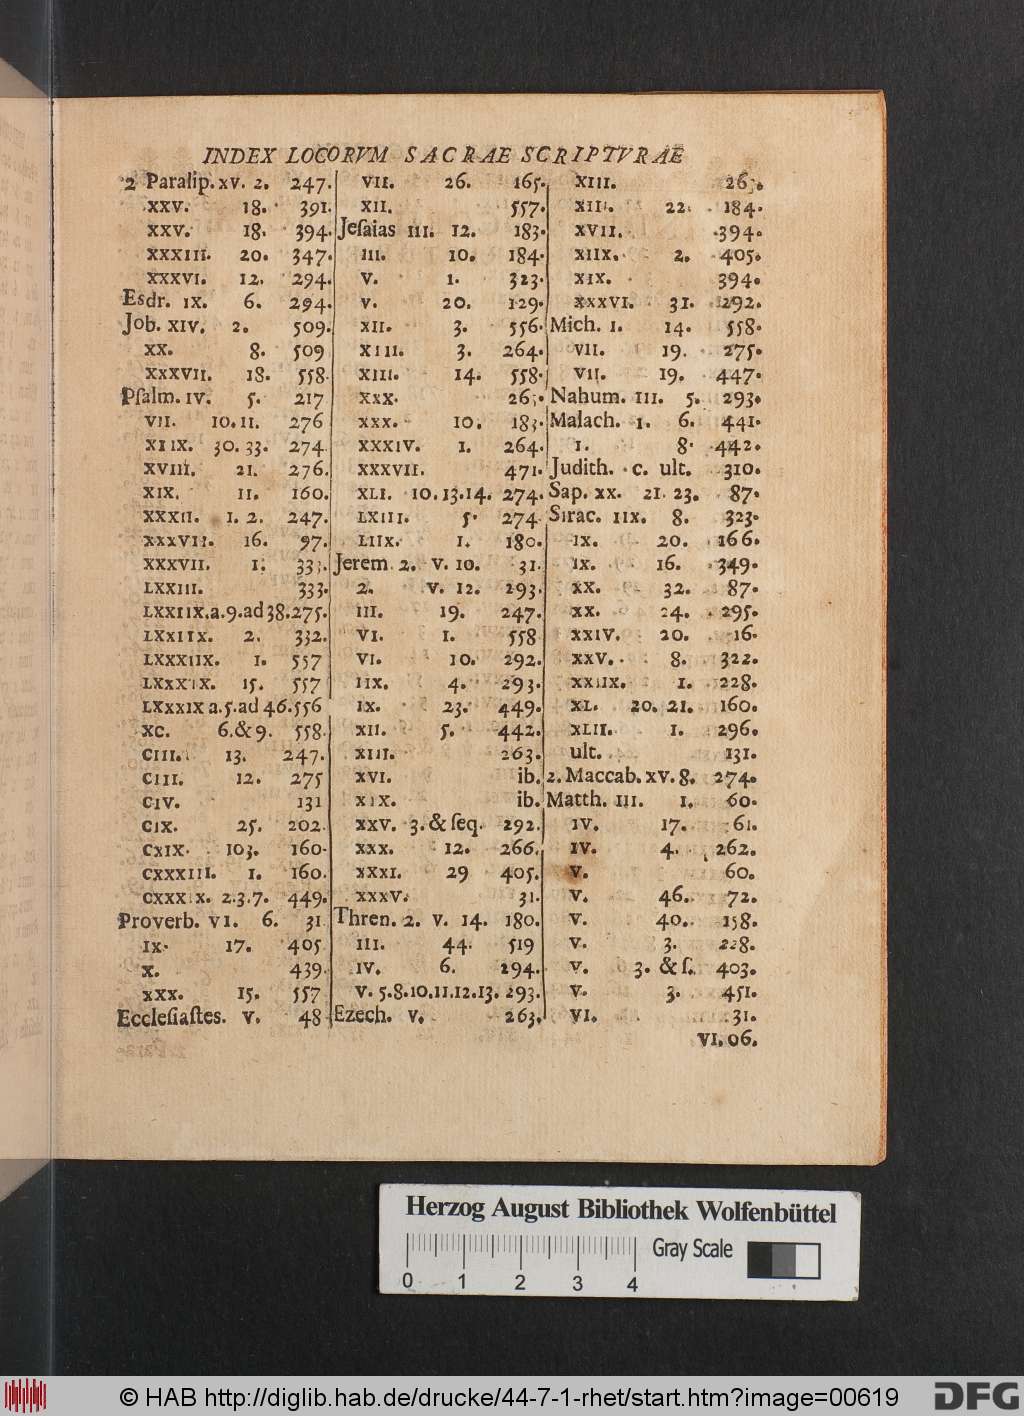 INDEX LOCORVM SACRAE SCRIPTVRAE
2 Paralip. xv. 2. 247.
XXV. 18. 391.
XXV. 18. 394.
XXXIII. 20. 347.
XXXVI. 12. 294.
Esdr. IX. 6. 294.
Job. XIV. 2. 509.
XX. 8. 509
XXXVII. 18. 558.
Pſalm. IV. 5. 217
VII. 10. 11. 276
XIIX. 30. 33. 274
XVIII. 21. 276.
XIX. 11. 160.
XXXII. 1. 2. 247.
XXXVII. 16. 97.
XXXVII. 1.
LXXIII. 333.
LXXIIX. a. 9. ad 38. 275.
LXXIIX. 2. 332.
LXXXIIX. 1. 557
LXXXIX. 15. 557
LXXXIX a. 5. ad 46. 556
XC. 6. & 9. 558.
CIII. 13. 247.
CIII. 12. 275
CIV. 131
CIX. 25. 202.
CXIX. 103. 160.
CXXXIII. 1. 160.
CXXXIX. 2. 3. 7. 449.
Proverb. VI. 6. 31
IX. 17. 405
X. 439.
XXX. 15. 557
Eccleſiaſtes. V. 48
VII. 26. 165.
XII. 557.
Jeſaias III. 12. 183.
III. 10. 184.
V. 1. 323.
V. 20. 129.
XII. 3. 556.
XIII. 3. 264.
XIII. 14. 558.
XXX.
XXX. 10. 183.
XXXIV. 1. 264.
XXXVII. 471.
XLI. 10. 13. 14. 274.
LXIII. 5. 274
LIIX. 1. 180.
Jerem. 2. V. 10. 31.
2. V. 12. 293.
III. 19. 247.
VI. 1. 558
VI. 10. 292.
IIX. 4. 293.
IX. 23. 449.
XII. 5. 442.
XIII. 263.
XVI. ib.
XIX. ib.
XXV. 3. & ſeq. 292.
XXX. 12. 266.
XXXI. 29 405.
XXXV. 31.
Thren. 2. V. 14. 180.
III. 44. 519
IV. 6. 294.
V. 5. 8. 10. 11. 12. 13. 293.
Ezech. V. 263.
XIII.
XIII. 22. 184.
XVII. 394.
XIIX. 2. 405.
XIX. 394.
XXXVI. 31. 292.
Mich. I. 14. 558.
VII. 19. 275.
VII. 19. 447.
Nahum. III. 5. 293.
Malach. 1. 6. 441.
1. 8. 442.
Judith. c. ult. 310.
Sap. XX. 21. 23. 87.
Sirac. IIX. 8. 323.
IX. 20. 166.
IX. 16. 349.
XX. 32. 87.
XX. 24. 295.
XXIV. 20. 16.
XXV. 8. 322.
XXIIX. 1. 228.
XL. 20. 21. 160.
XLII. 1. 296.
ult. 131.
2. Maccab. XV. 8. 274.
Matth. III. 1. 60.
IV. 17. 61.
IV. 4. 262.
V. 60.
V. 46. 72.
V. 40. 158.
V. 3. 228.
V. 3. & ſ. 403.
V. 3. 451.
VI. 31.
VI. 06.
Herzog August Bibliothek Wolfenbüttel
Gray Scale
0 1 2 3 4
© HAB http://diglib.hab.de/drucke/44-7-1-rhet/start.htm?image=00619
DFG